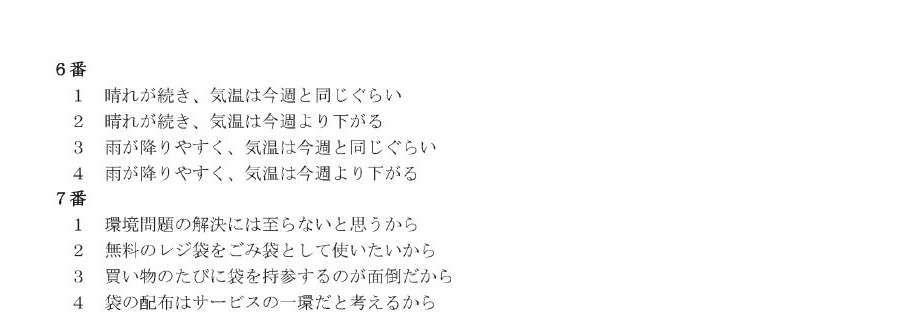 ６番
1 晴れが続き、気温は今週と同じぐらい
2 晴れが続き、気温は今週より下がる
3 雨が降りやすく、気温は今週と同じぐらい
4 雨が降りやすく、気温は今週より下がる
７番
1 環境問題の解決には至らないと思うから
2 無料のレジ袋をごみ袋として使いたいから
3 買い物のたびに袋を持参するのが面倒だから
4 袋の配布はサービスの一環だと考えるから